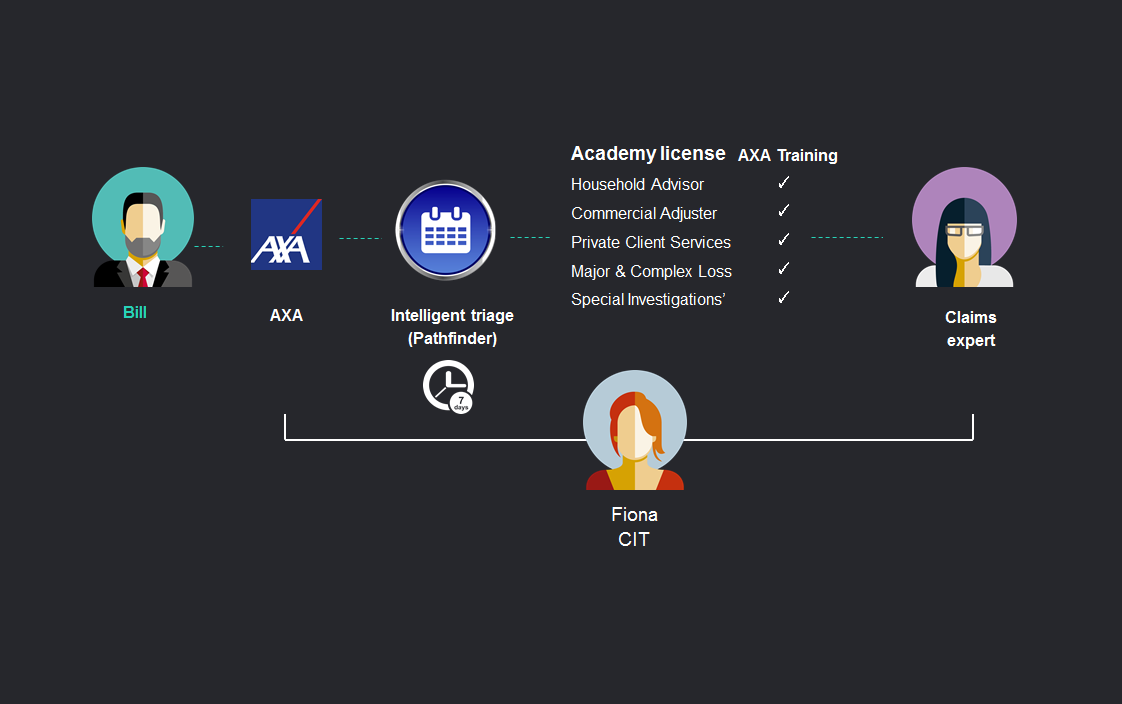 Academy license AXA Training
Household Advisor ✓
Commercial Adjuster ✓
Private Client Services ✓
Major & Complex Loss ✓
Special Investigations’ ✓
AXA
Bill
AXA
Intelligent triage
(Pathfinder)
Claims
expert
7
days
Fiona
CIT